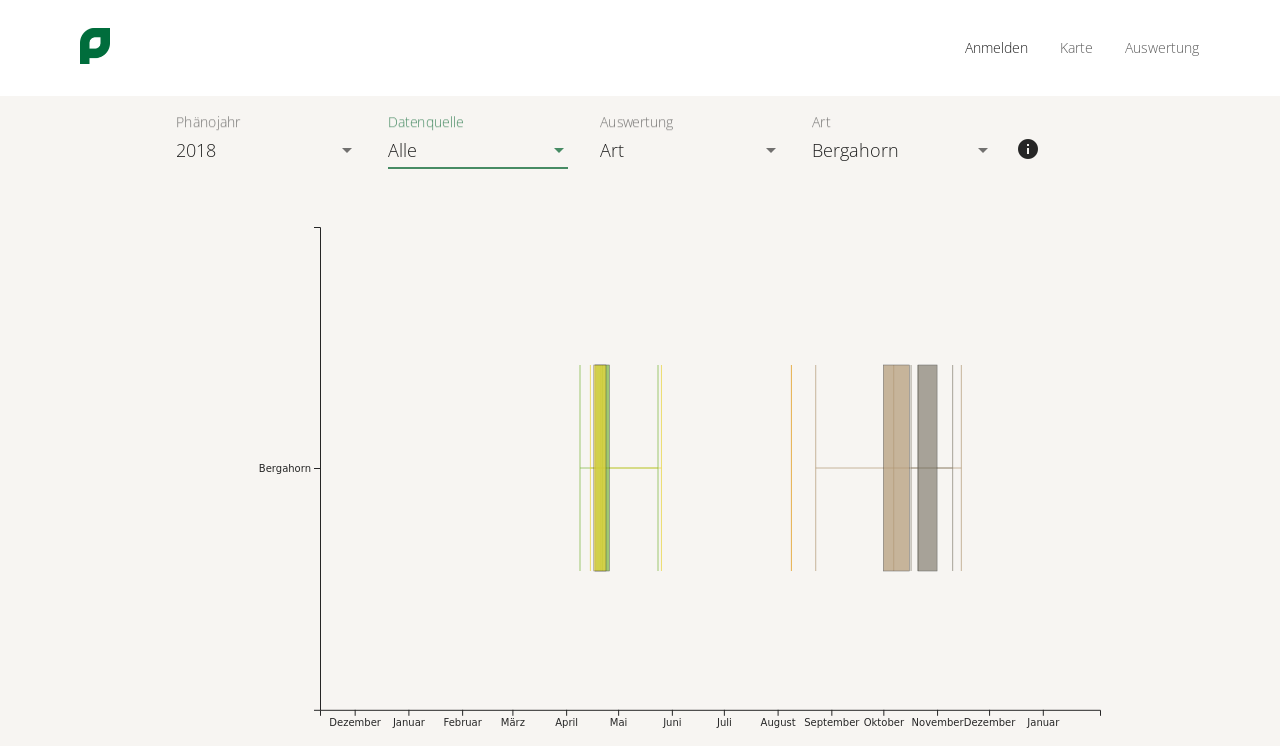 Anmelden Karte Auswertung
Phänojahr Datenquelle Auswertung Art
2018 Alle Art Bergahorn
Bergahorn
Dezember Januar Februar März April Mai Juni Juli August September Oktober November Dezember Januar